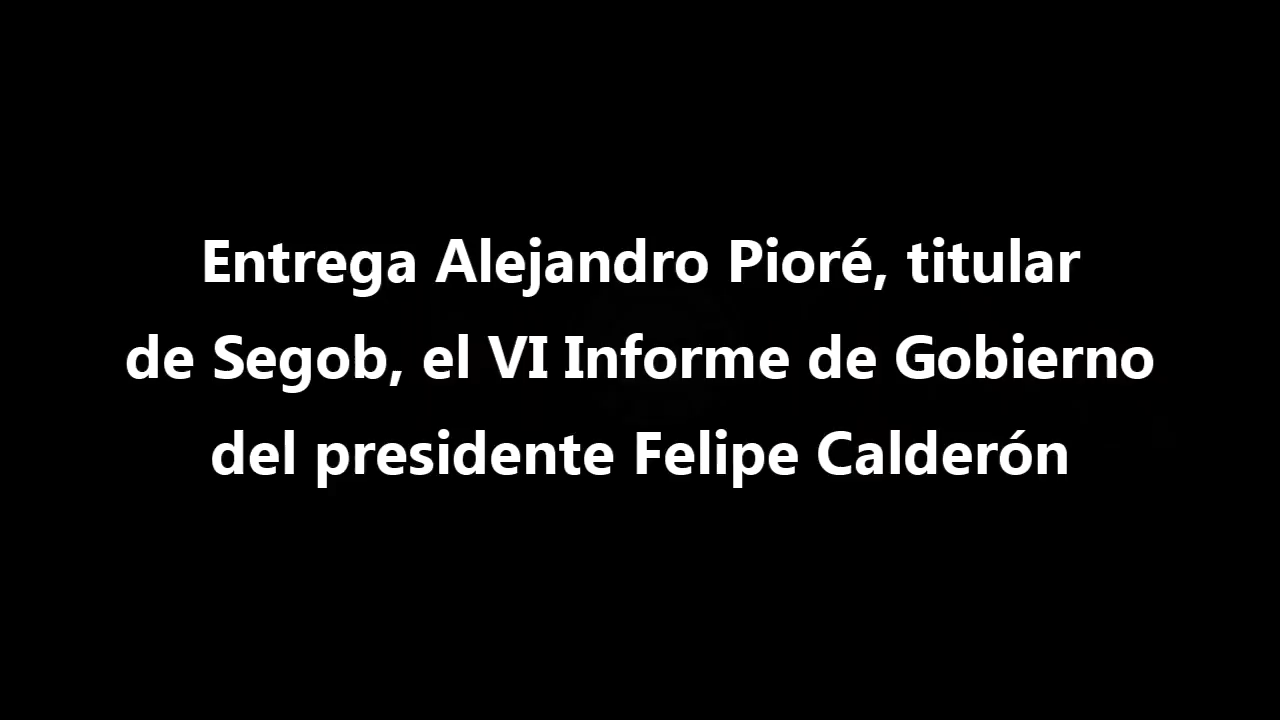 Entrega Alejandro Pioré, titular
de Segob, el VI Informe de Gobierno
del presidente Felipe Calderón